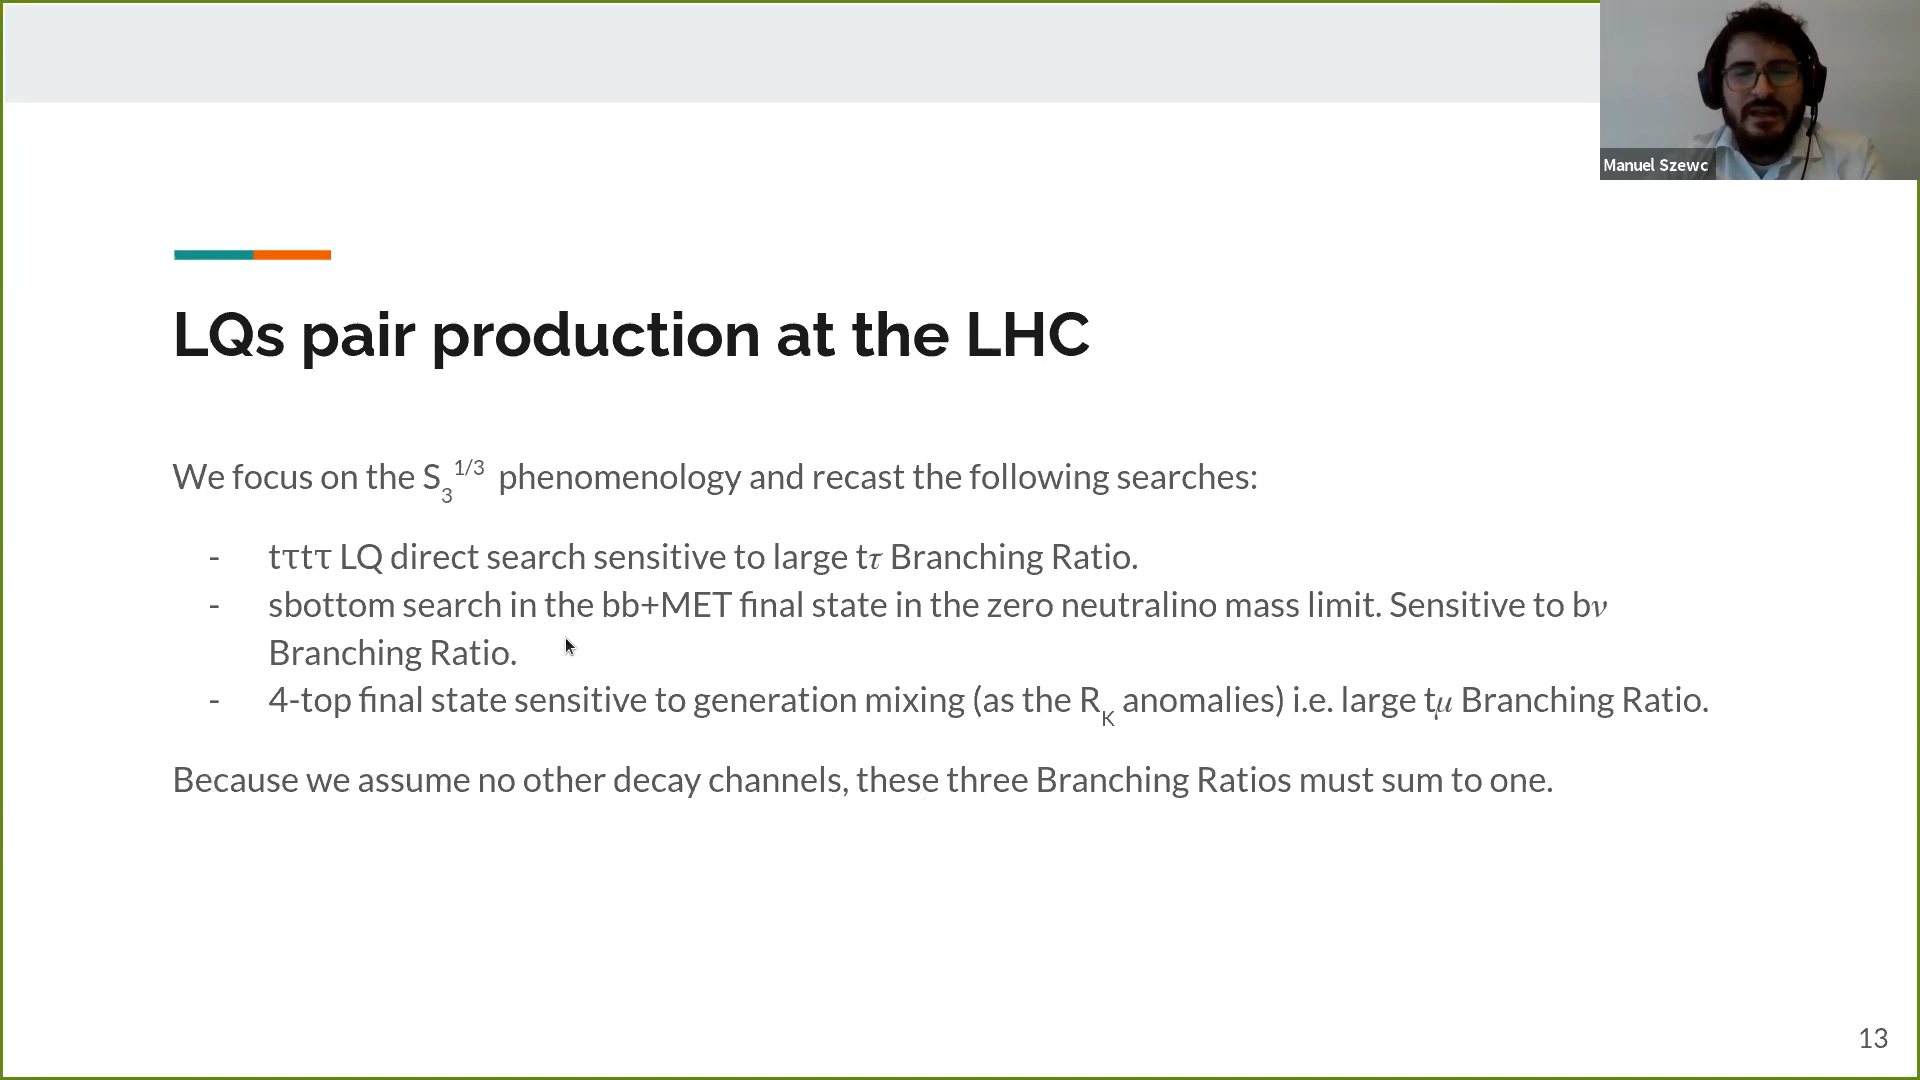 Manuel Szewc
LQs pair production at the LHC
We focus on the S₃^1/3 phenomenology and recast the following searches:
- tτtτ LQ direct search sensitive to large tτ Branching Ratio.
- sbottom search in the bb+MET final state in the zero neutralino mass limit. Sensitive to bν
Branching Ratio.
- 4-top final state sensitive to generation mixing (as the R_K anomalies) i.e. large tμ Branching Ratio.
Because we assume no other decay channels, these three Branching Ratios must sum to one.
13